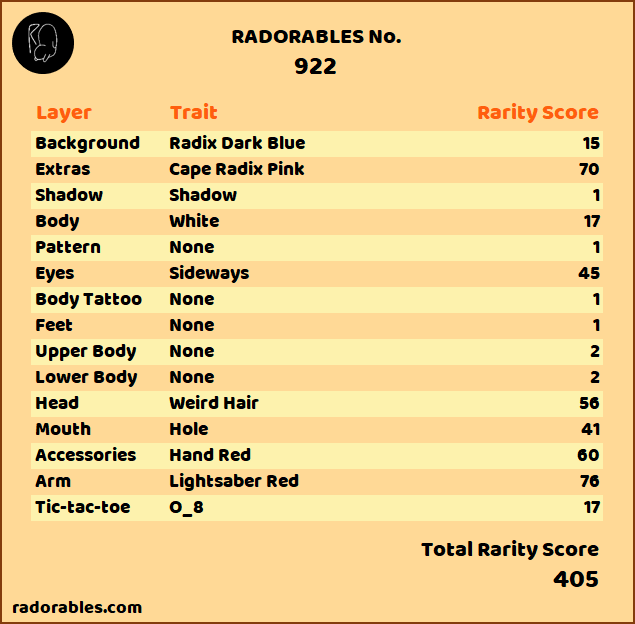 RADORABLES No.
922
Layer Trait Rarity Score
Background Radix Dark Blue 15
Extras Cape Radix Pink 70
Shadow Shadow 1
Body White 17
Pattern None 1
Eyes Sideways 45
Body Tattoo None 1
Feet None 1
Upper Body None 2
Lower Body None 2
Head Weird Hair 56
Mouth Hole 41
Accessories Hand Red 60
Arm Lightsaber Red 76
Tic-tac-toe O_8 17
Total Rarity Score
405
radorables.com